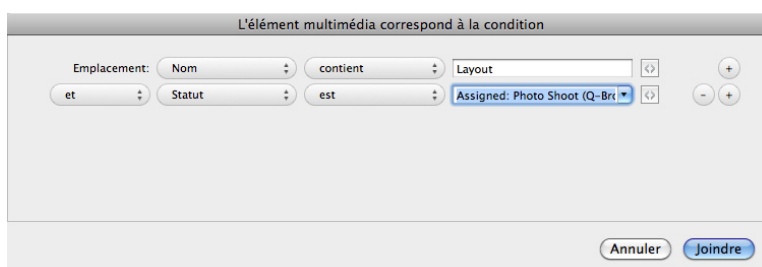 L'élément multimédia correspond à la condition
Emplacement: Nom contient Layout <> +
et Statut est Assigned: Photo Shoot (Q-Br <> - +
Annuler Joindre